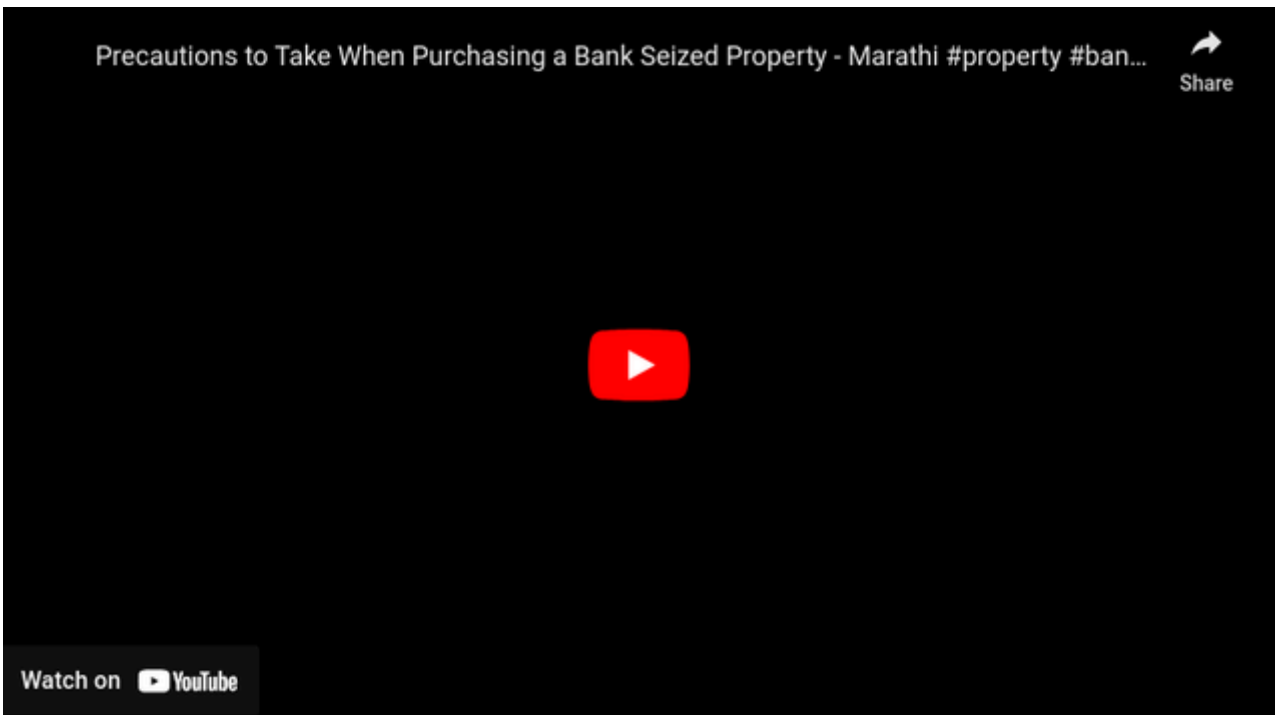 Precautions to Take When Purchasing a Bank Seized Property - Marathi #property #ban...
Share
Watch on YouTube